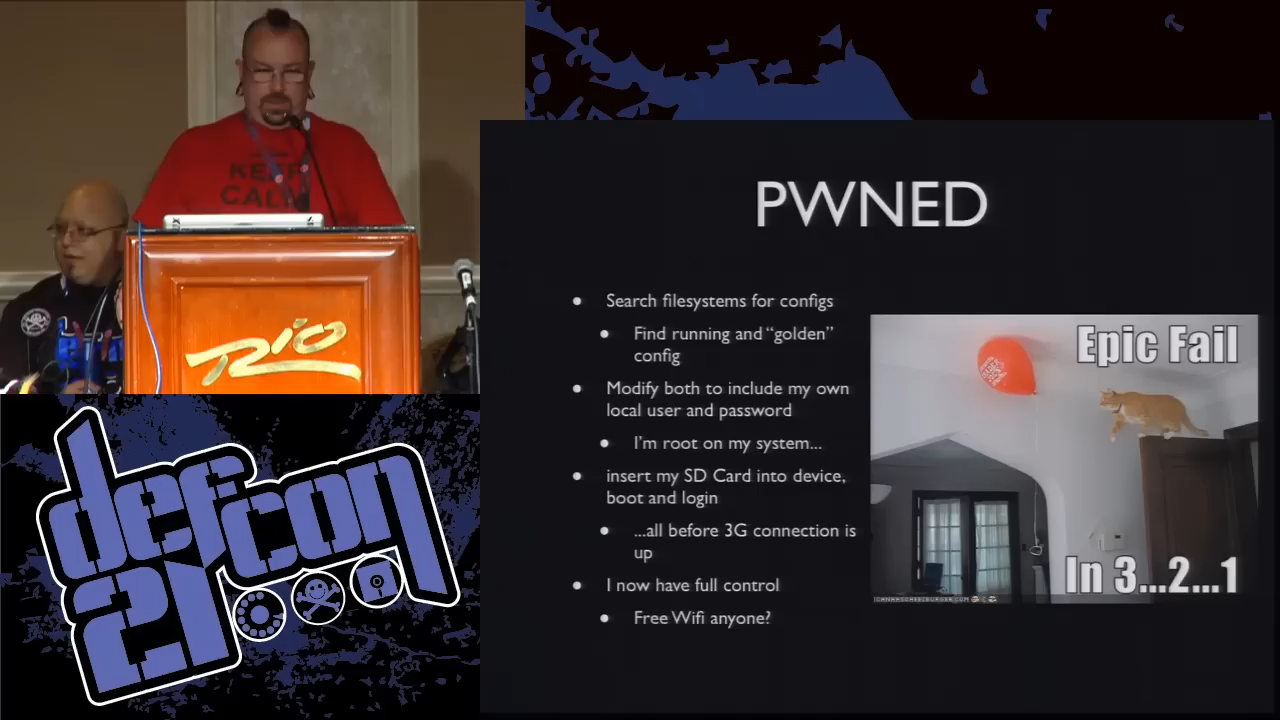 KEEP
CALM
RiO
defcon
21
PWNED
Search filesystems for configs
Find running and “golden”
config
Modify both to include my own
local user and password
I’m root on my system...
insert my SD Card into device,
boot and login
...all before 3G connection is
up
I now have full control
Free Wifi anyone?
Epic Fail
In 3...2...1
ICANHASCHEEZBURGER.COM